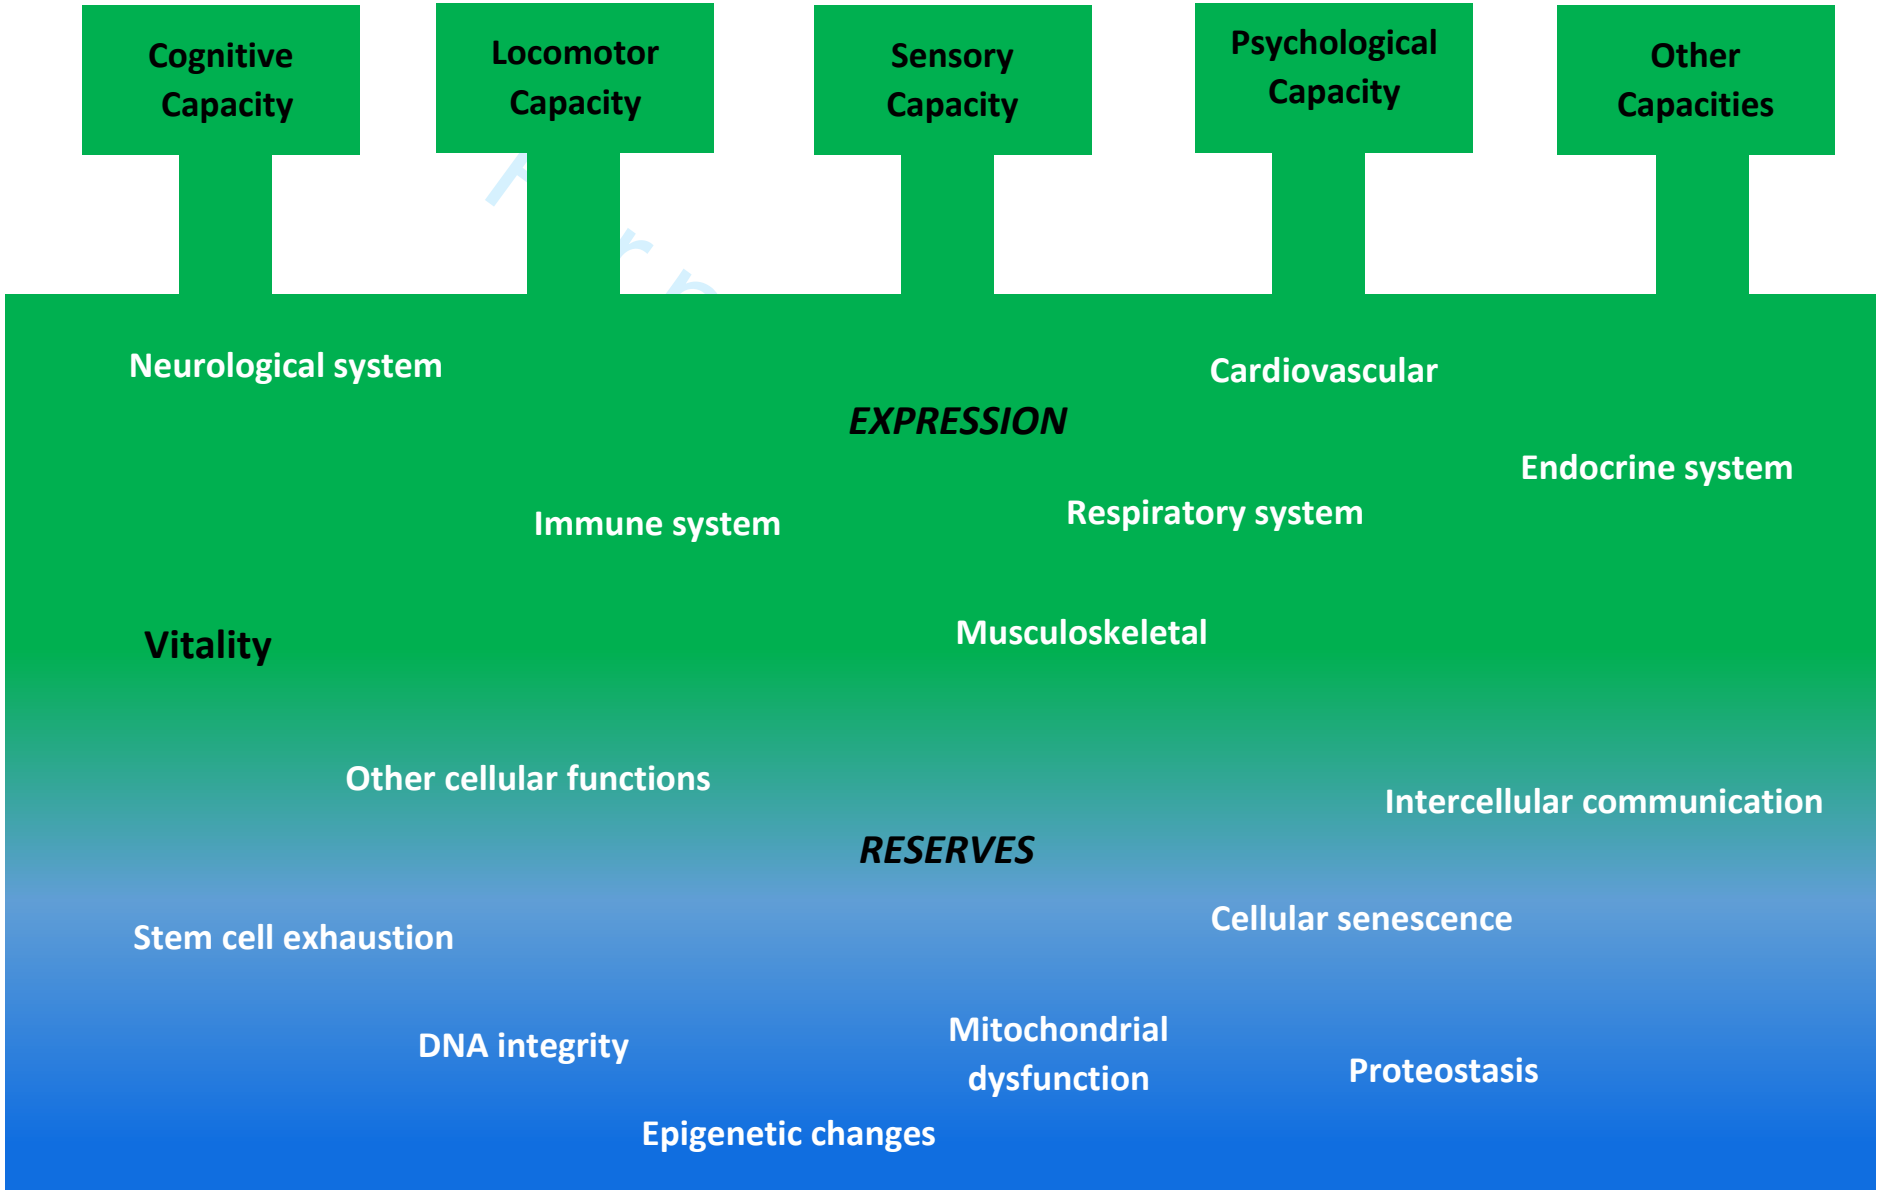 Cognitive
Capacity
Locomotor
Capacity
Sensory
Capacity
Psychological
Capacity
Other
Capacities
Neurological system
Cardiovascular
EXPRESSION
Endocrine system
Immune system
Respiratory system
Vitality
Musculoskeletal
Other cellular functions
Intercellular communication
RESERVES
Stem cell exhaustion
Cellular senescence
DNA integrity
Mitochondrial
dysfunction
Proteostasis
Epigenetic changes